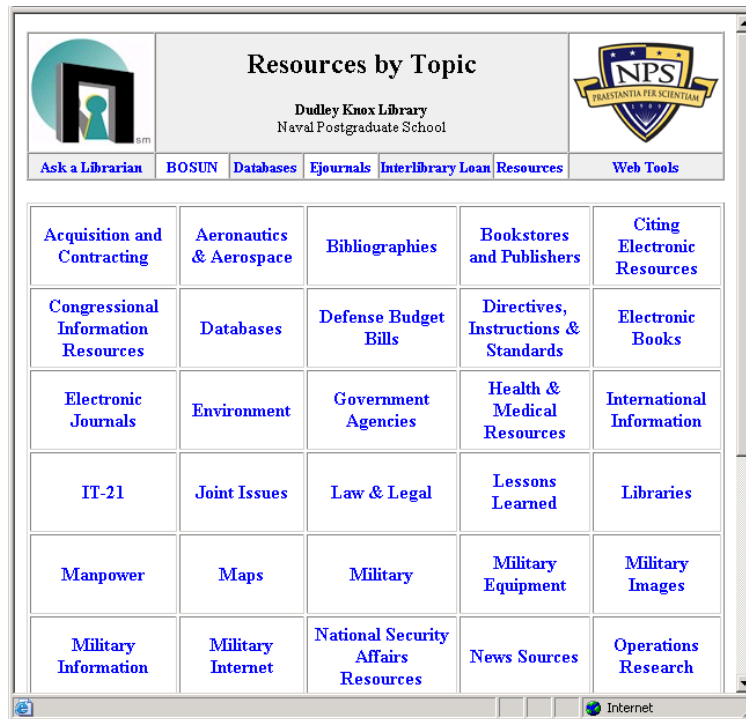 Resources by Topic
Dudley Knox Library
Naval Postgraduate School
sm
NPS
PRAESTANTIA PER SCIENTIAM
1909
Ask a Librarian BOSUN Databases Ejournals Interlibrary Loan Resources Web Tools
Acquisition and
Contracting
Aeronautics
& Aerospace
Bibliographies
Bookstores
and Publishers
Citing
Electronic
Resources
Congressional
Information
Resources
Databases
Defense Budget
Bills
Directives,
Instructions &
Standards
Electronic
Books
Electronic
Journals
Environment
Government
Agencies
Health &
Medical
Resources
International
Information
IT-21
Joint Issues
Law & Legal
Lessons
Learned
Libraries
Manpower
Maps
Military
Military
Equipment
Military
Images
Military
Information
Military
Internet
National Security
Affairs
Resources
News Sources
Operations
Research
Internet